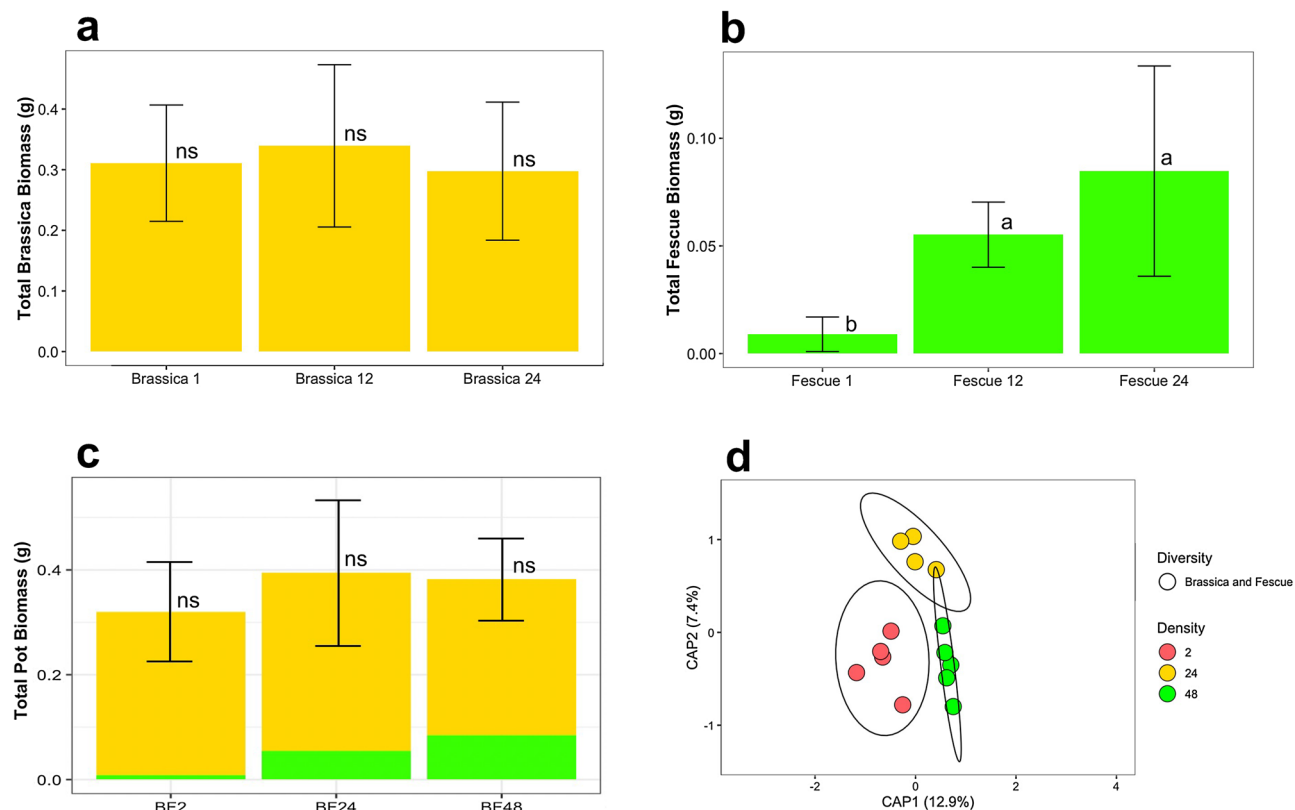 a
Total Brassica Biomass (g)
0.4
0.3
0.2
0.1
0.0
ns
ns
ns
Brassica 1
Brassica 12
Brassica 24
b
Total Fescue Biomass (g)
0.10
0.05
0.00
b
a
a
Fescue 1
Fescue 12
Fescue 24
c
Total Pot Biomass (g)
0.4
0.2
0.0
ns
ns
ns
BF2
BF24
BF48
d
CAP2 (7.4%)
1
0
-1
-2
0
2
4
CAP1 (12.9%)
Diversity
Brassica and Fescue
Density
2
24
48